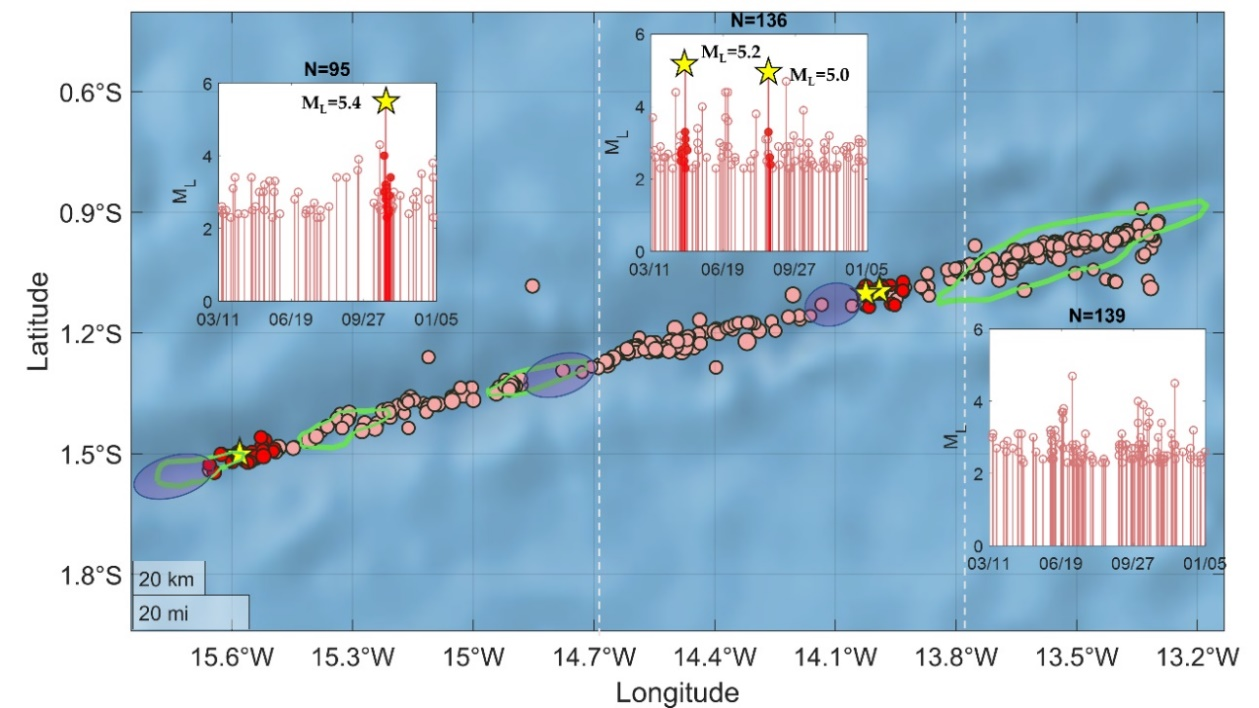 N=136
M_L=5.2
M_L=5.0
6
4
2
0
M_L
03/11 06/19 09/27 01/05
N=95
M_L=5.4
6
4
2
0
M_L
03/11 06/19 09/27 01/05
N=139
6
4
2
0
M_L
03/11 06/19 09/27 01/05
0.6°S
0.9°S
1.2°S
1.5°S
1.8°S
Latitude
20 km
20 mi
15.6°W 15.3°W 15°W 14.7°W 14.4°W 14.1°W 13.8°W 13.5°W 13.2°W
Longitude